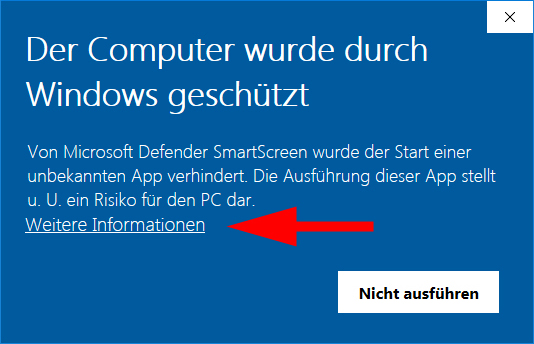 Der Computer wurde durch
Windows geschützt
Von Microsoft Defender SmartScreen wurde der Start einer
unbekannten App verhindert. Die Ausführung dieser App stellt
u. U. ein Risiko für den PC dar.
Weitere Informationen
Nicht ausführen